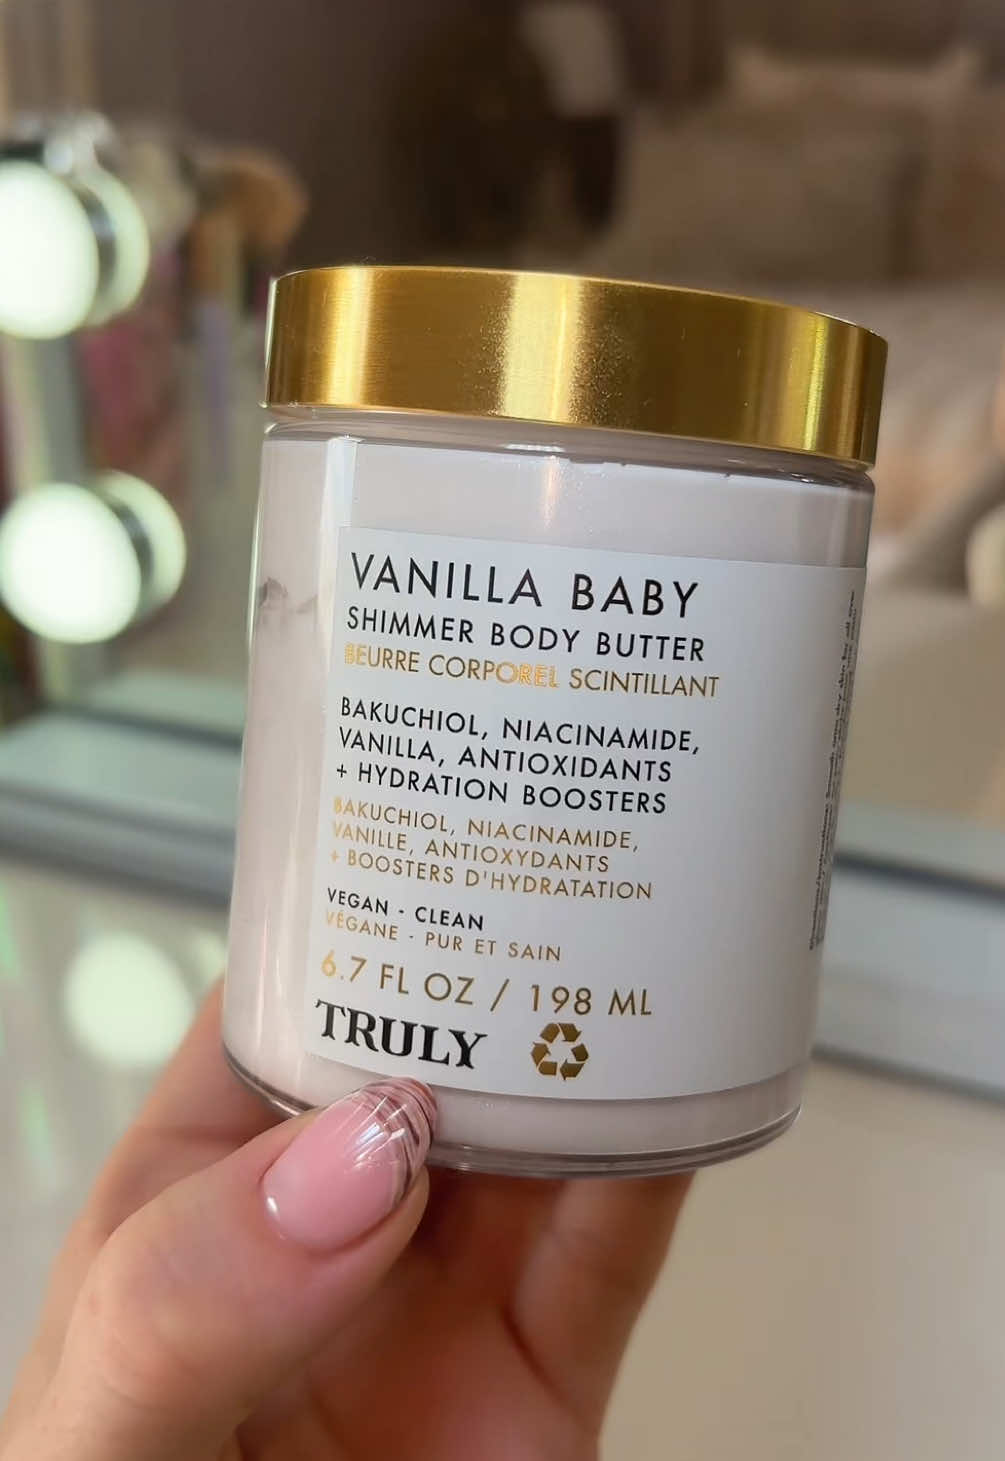 VANILLA BABY
SHIMMER BODY BUTTER
BEURRE CORPOREL SCINTILLANT
BAKUCHIOL, NIACINAMIDE,
VANILLA, ANTIOXIDANTS
+ HYDRATION BOOSTERS
BAKUCHIOL, NIACINAMIDE,
VANILLE, ANTIOXYDANTS
+ BOOSTERS D'HYDRATATION
VEGAN - CLEAN
VÉGANE - PUR ET SAIN
6.7 FL OZ / 198 ML
TRULY